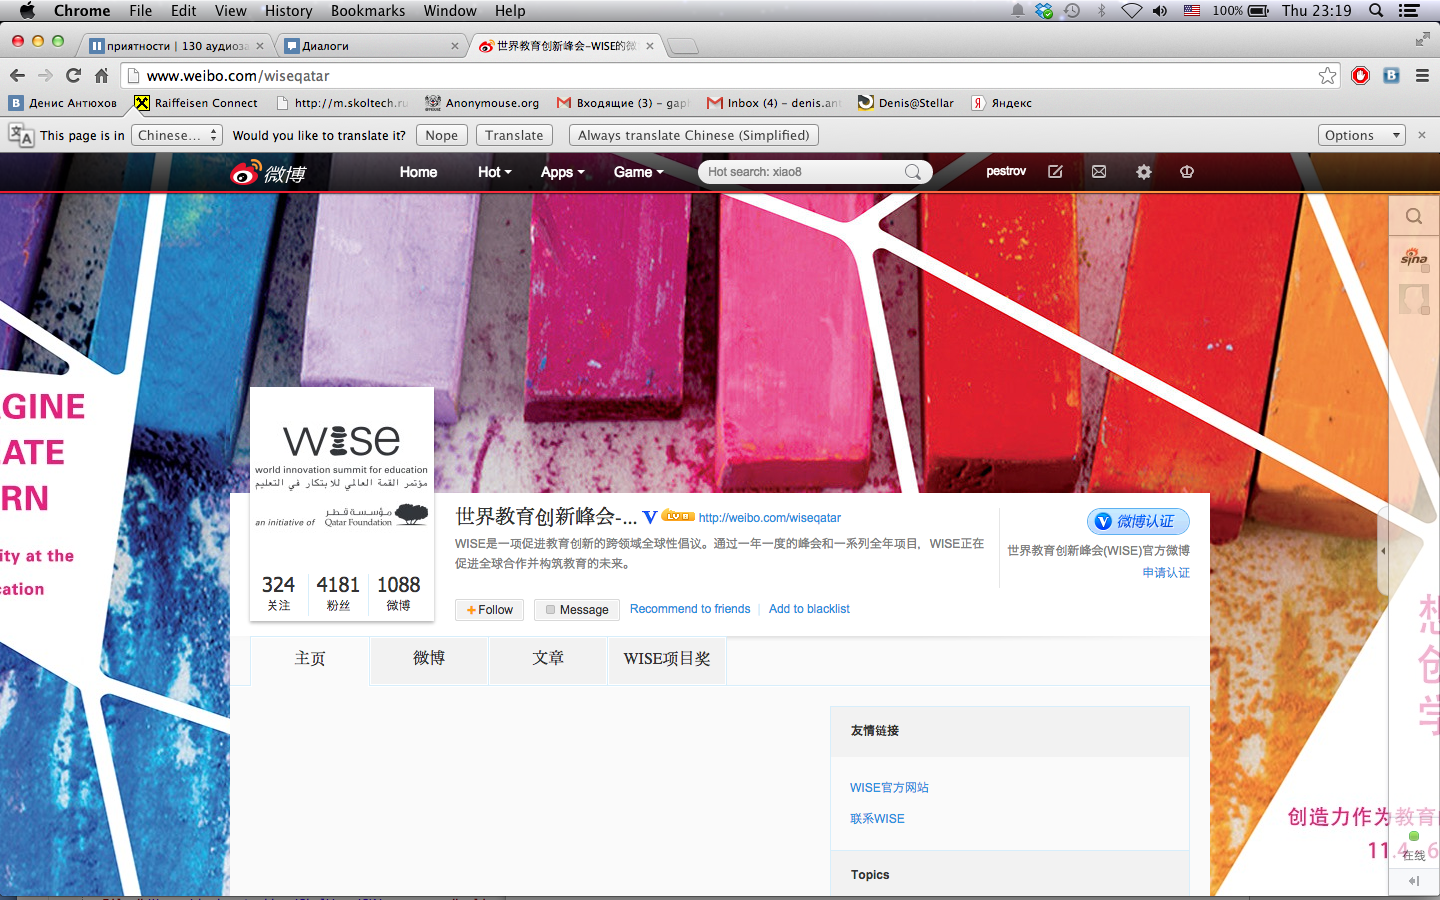 Chrome File Edit View History Bookmarks Window Help 100% Thu 23:19
приятности | 130 аудиоза
Диалоги
世界教育创新峰会-WISE的微
www.weibo.com/wiseqatar
Денис Антюхов
Raiffeisen Connect
http://m.skoltech.ru
Anonymouse.org
Входящие (3) – gap
Inbox (4) – denis.ant
Denis@Stellar
Яндекс
This page is in Chinese... Would you like to translate it? Nope Translate Always translate Chinese (Simplified) Options
微博 Home Hot Apps Game Hot search: xiao8 pestrov
sina
AGINE
EATE
RN
ity at the
cation
wise
world innovation summit for education
مؤتمر القمة العالمي للابتكار في التعليم
an initiative of مؤسسة قطر Qatar Foundation
324 4181 1088
关注 粉丝 微博
世界教育创新峰会-... V LV 8 http://weibo.com/wiseqatar
WISE是一项促进教育创新的跨领域全球性倡议。通过一年一度的峰会和一系列全年项目，WISE正在
促进全球合作并构筑教育的未来。
+ Follow Message Recommend to friends Add to blacklist
V 微博认证
世界教育创新峰会(WISE)官方微博
申请认证
主页 微博 文章 WISE项目奖
友情链接
WISE官方网站
联系WISE
Topics
想
创
学
创造力作为教育
11.4 6
在线